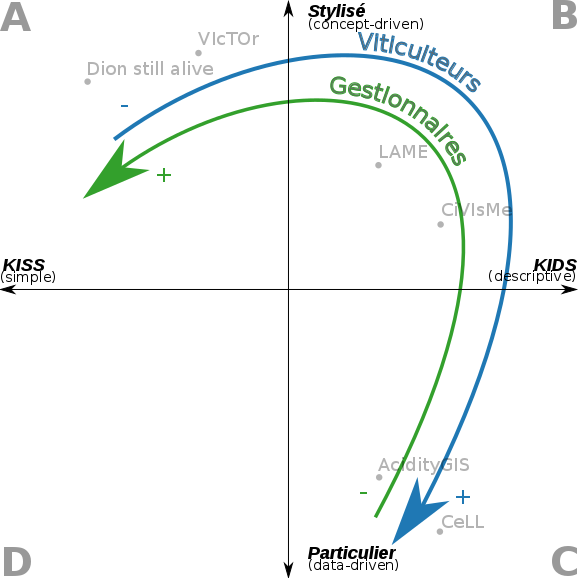 A
Stylisé
(concept-driven)
B
VIcTOr
Viticulteurs
Dion still alive
Gestionnaires
-
LAME
+
CiVIsMe
KISS
(simple)
KIDS
(descriptive)
AcidityGIS
-
+
CeLL
Particulier
(data-driven)
D
C